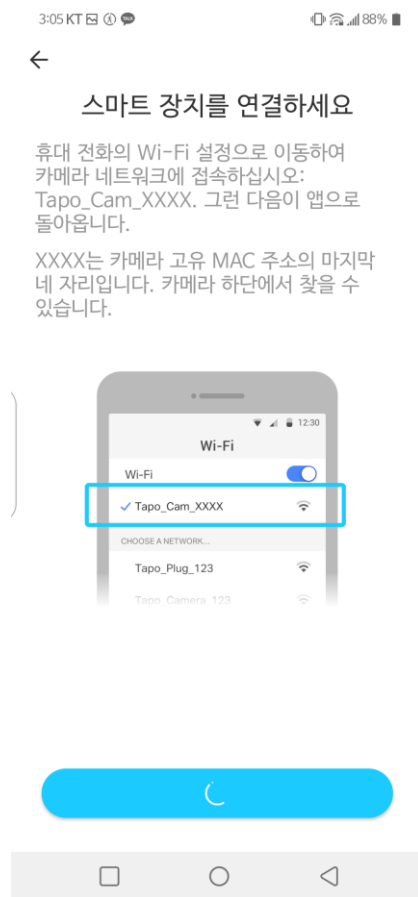 3:05 KT 88%
스마트 장치를 연결하세요
휴대 전화의 Wi-Fi 설정으로 이동하여
카메라 네트워크에 접속하십시오:
Tapo_Cam_XXXX. 그런 다음이 앱으로
돌아옵니다.
XXXX는 카메라 고유 MAC 주소의 마지막
네 자리입니다. 카메라 하단에서 찾을 수
있습니다.
12:30
Wi-Fi
Wi-Fi
Tapo_Cam_XXXX
CHOOSE A NETWORK...
Tapo_Plug_123
Tapo_Camera_123